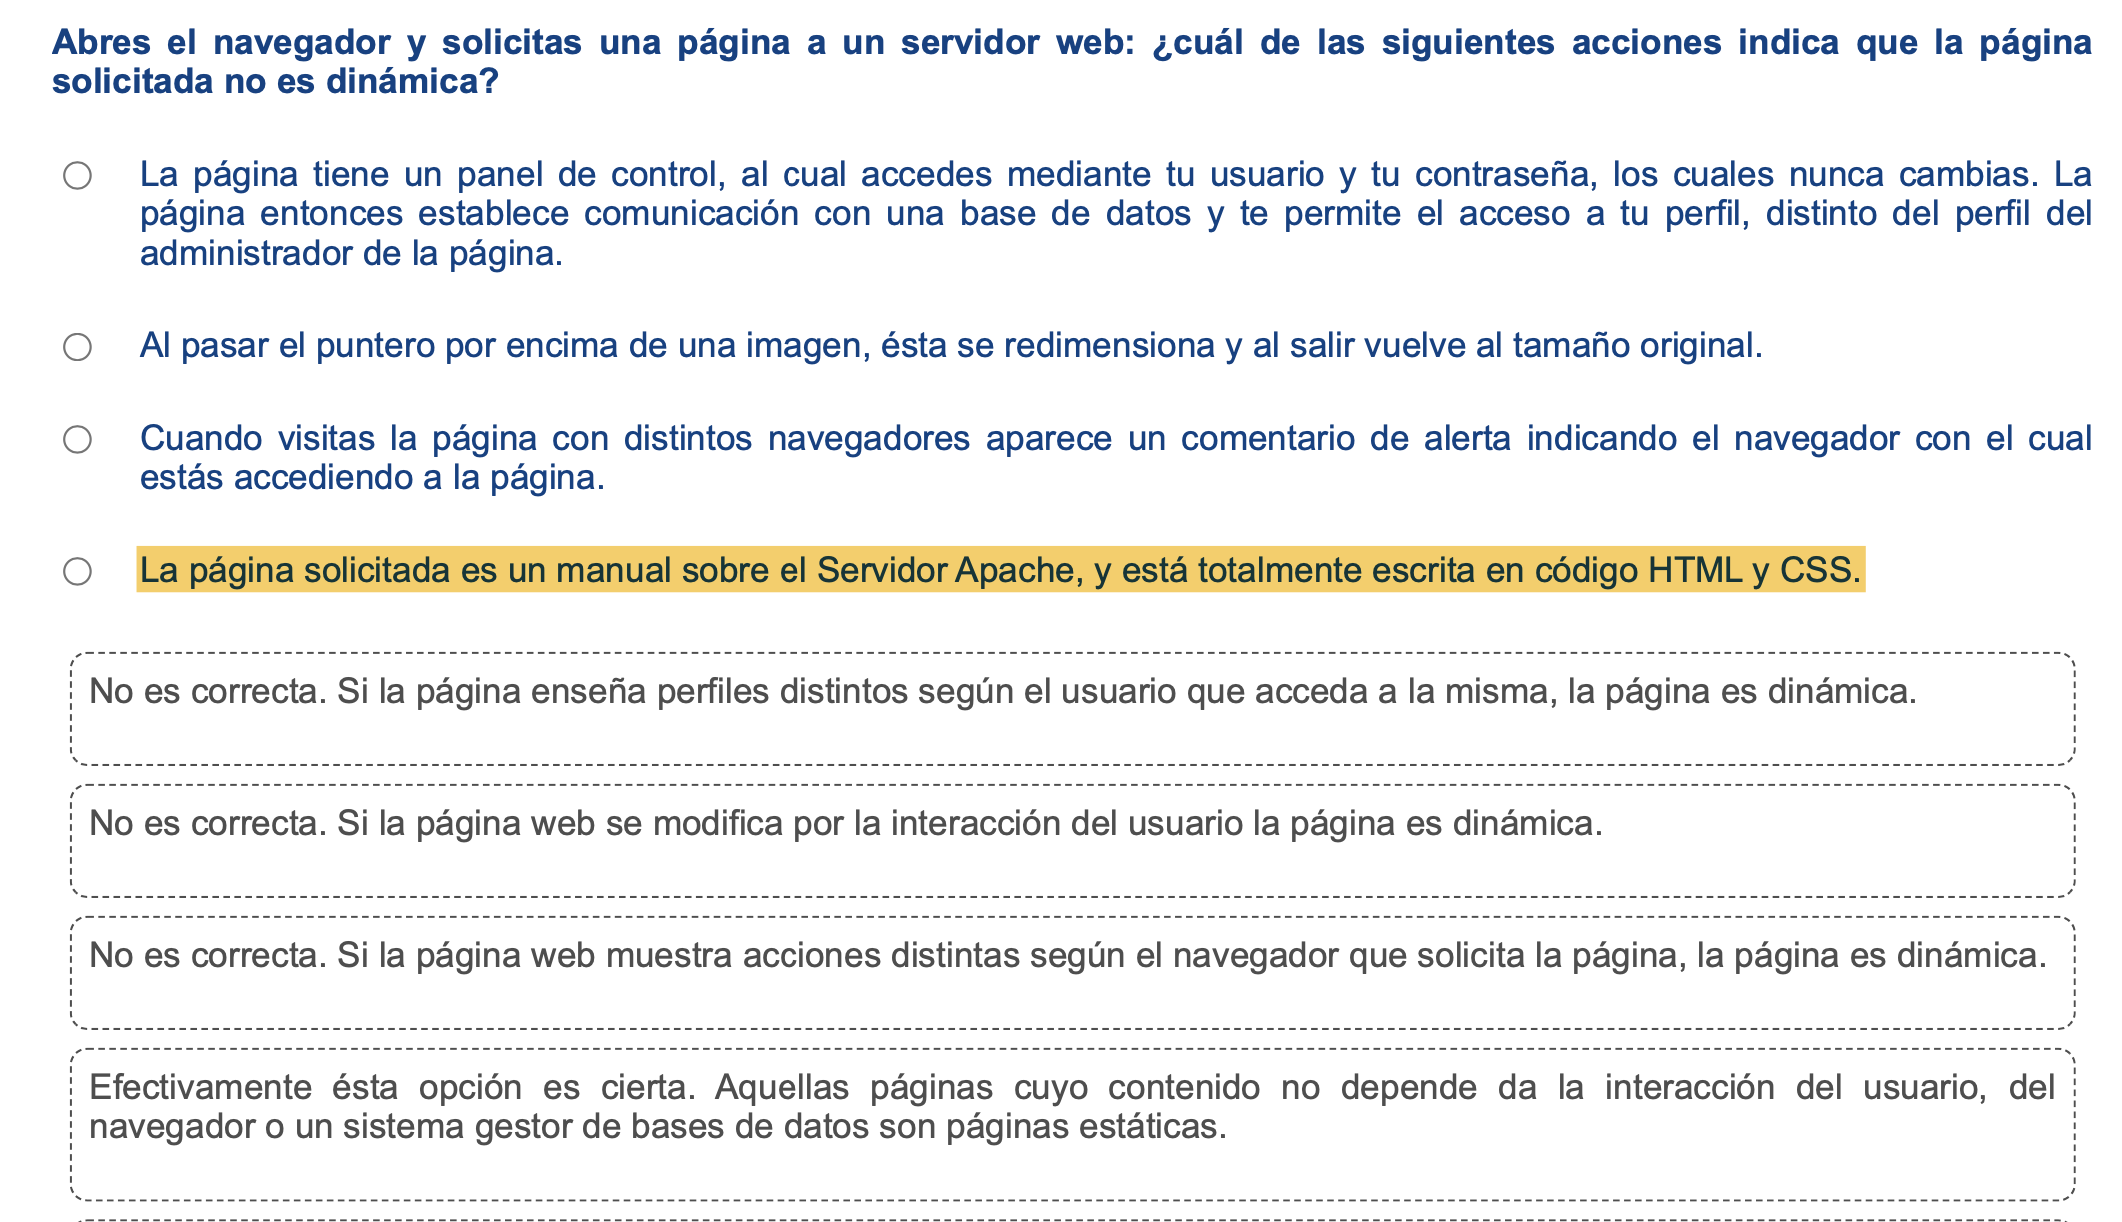 Abres el navegador y solicitas una página a un servidor web: ¿cuál de las siguientes acciones indica que la página
solicitada no es dinámica?
La página tiene un panel de control, al cual accedes mediante tu usuario y tu contraseña, los cuales nunca cambias. La
página entonces establece comunicación con una base de datos y te permite el acceso a tu perfil, distinto del perfil del
administrador de la página.
Al pasar el puntero por encima de una imagen, ésta se redimensiona y al salir vuelve al tamaño original.
Cuando visitas la página con distintos navegadores aparece un comentario de alerta indicando el navegador con el cual
estás accediendo a la página.
La página solicitada es un manual sobre el Servidor Apache, y está totalmente escrita en código HTML y CSS.
No es correcta. Si la página enseña perfiles distintos según el usuario que acceda a la misma, la página es dinámica.
No es correcta. Si la página web se modifica por la interacción del usuario la página es dinámica.
No es correcta. Si la página web muestra acciones distintas según el navegador que solicita la página, la página es dinámica.
Efectivamente ésta opción es cierta. Aquellas páginas cuyo contenido no depende da la interacción del usuario, del
navegador o un sistema gestor de bases de datos son páginas estáticas.